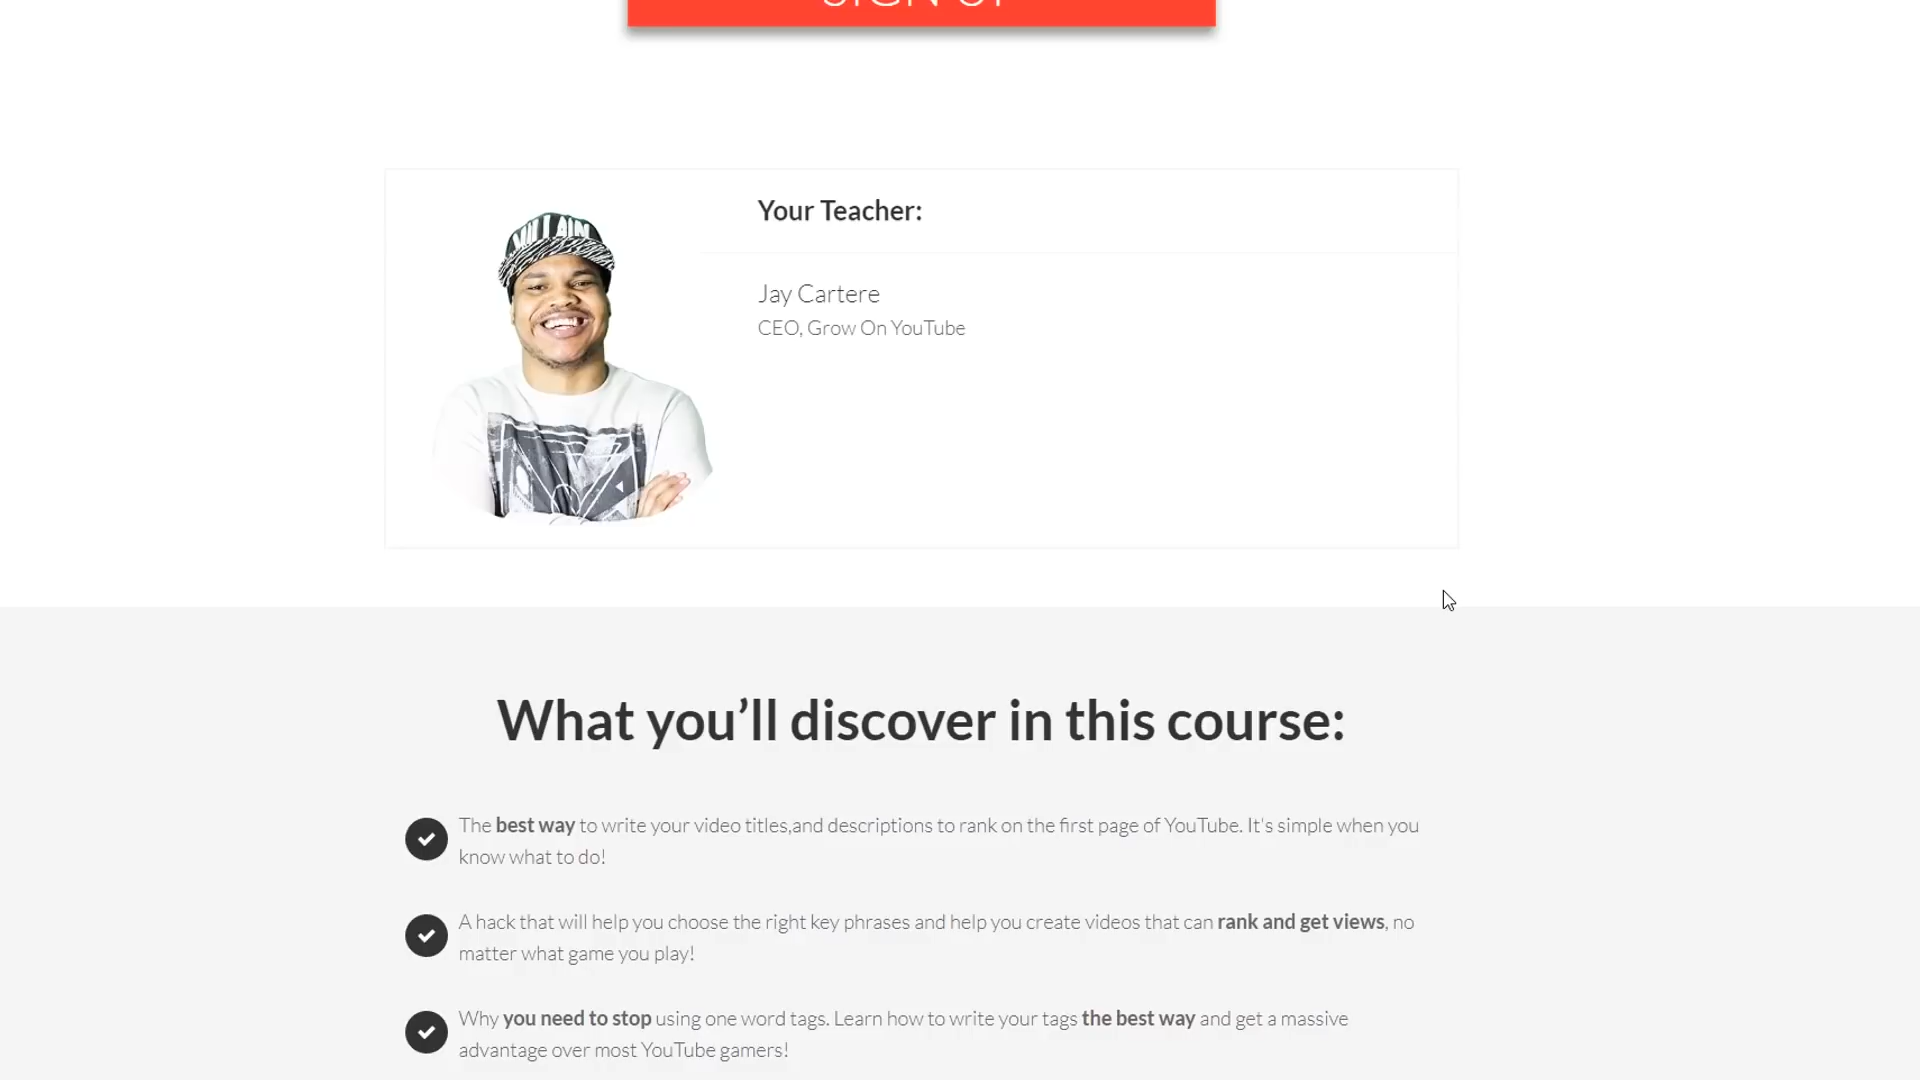 SIGN UP
Your Teacher:
Jay Cartere
CEO, Grow On YouTube
What you’ll discover in this course:
The best way to write your video titles,and descriptions to rank on the first page of YouTube. It's simple when you
know what to do!
A hack that will help you choose the right key phrases and help you create videos that can rank and get views, no
matter what game you play!
Why you need to stop using one word tags. Learn how to write your tags the best way and get a massive
advantage over most YouTube gamers!